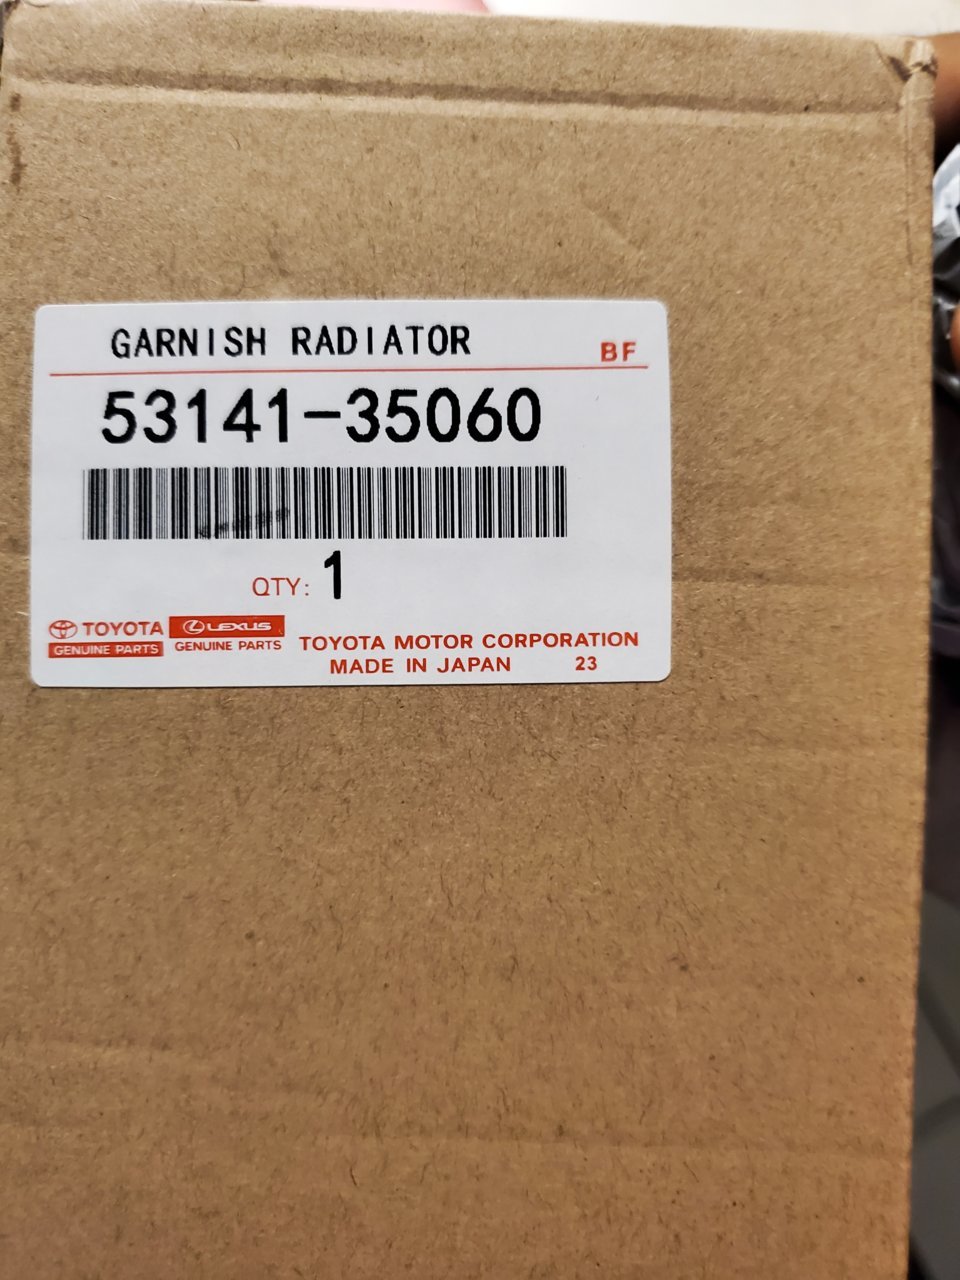 GARNISH RADIATOR
BF
53141-35060
QTY: 1
TOYOTA
GENUINE PARTS
LEXUS
GENUINE PARTS
TOYOTA MOTOR CORPORATION
MADE IN JAPAN 23